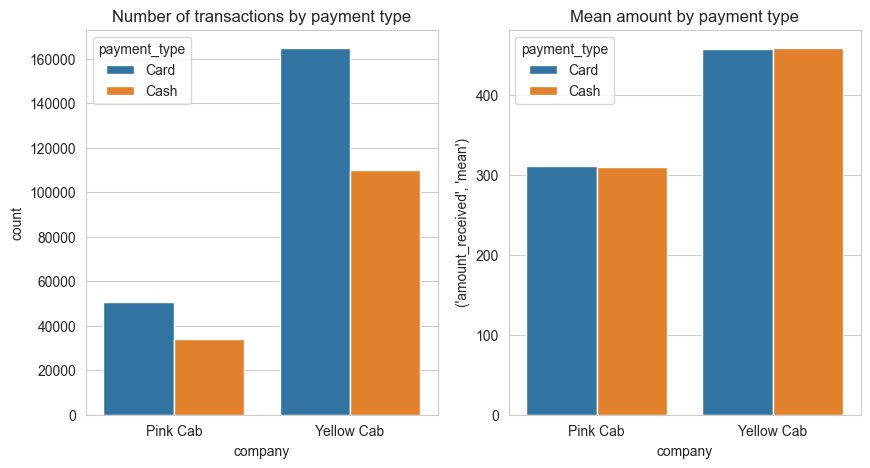 Number of transactions by payment type
payment_type
Card
Cash
160000
140000
120000
100000
80000
60000
40000
20000
0
count
Pink Cab
Yellow Cab
company
Mean amount by payment type
payment_type
Card
Cash
400
300
200
100
0
('amount_received', 'mean')
Pink Cab
Yellow Cab
company